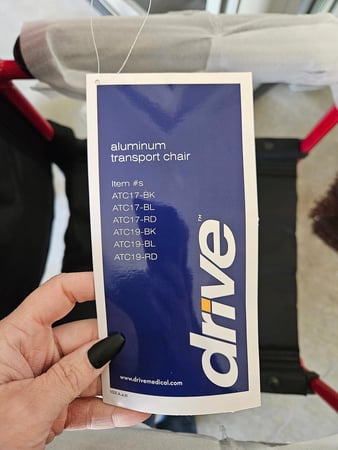 aluminum
transport chair
Item #s
ATC17-BK
ATC17-BL
ATC17-RD
ATC19-BK
ATC19-BL
ATC19-RD
drive™
www.drivemedical.com